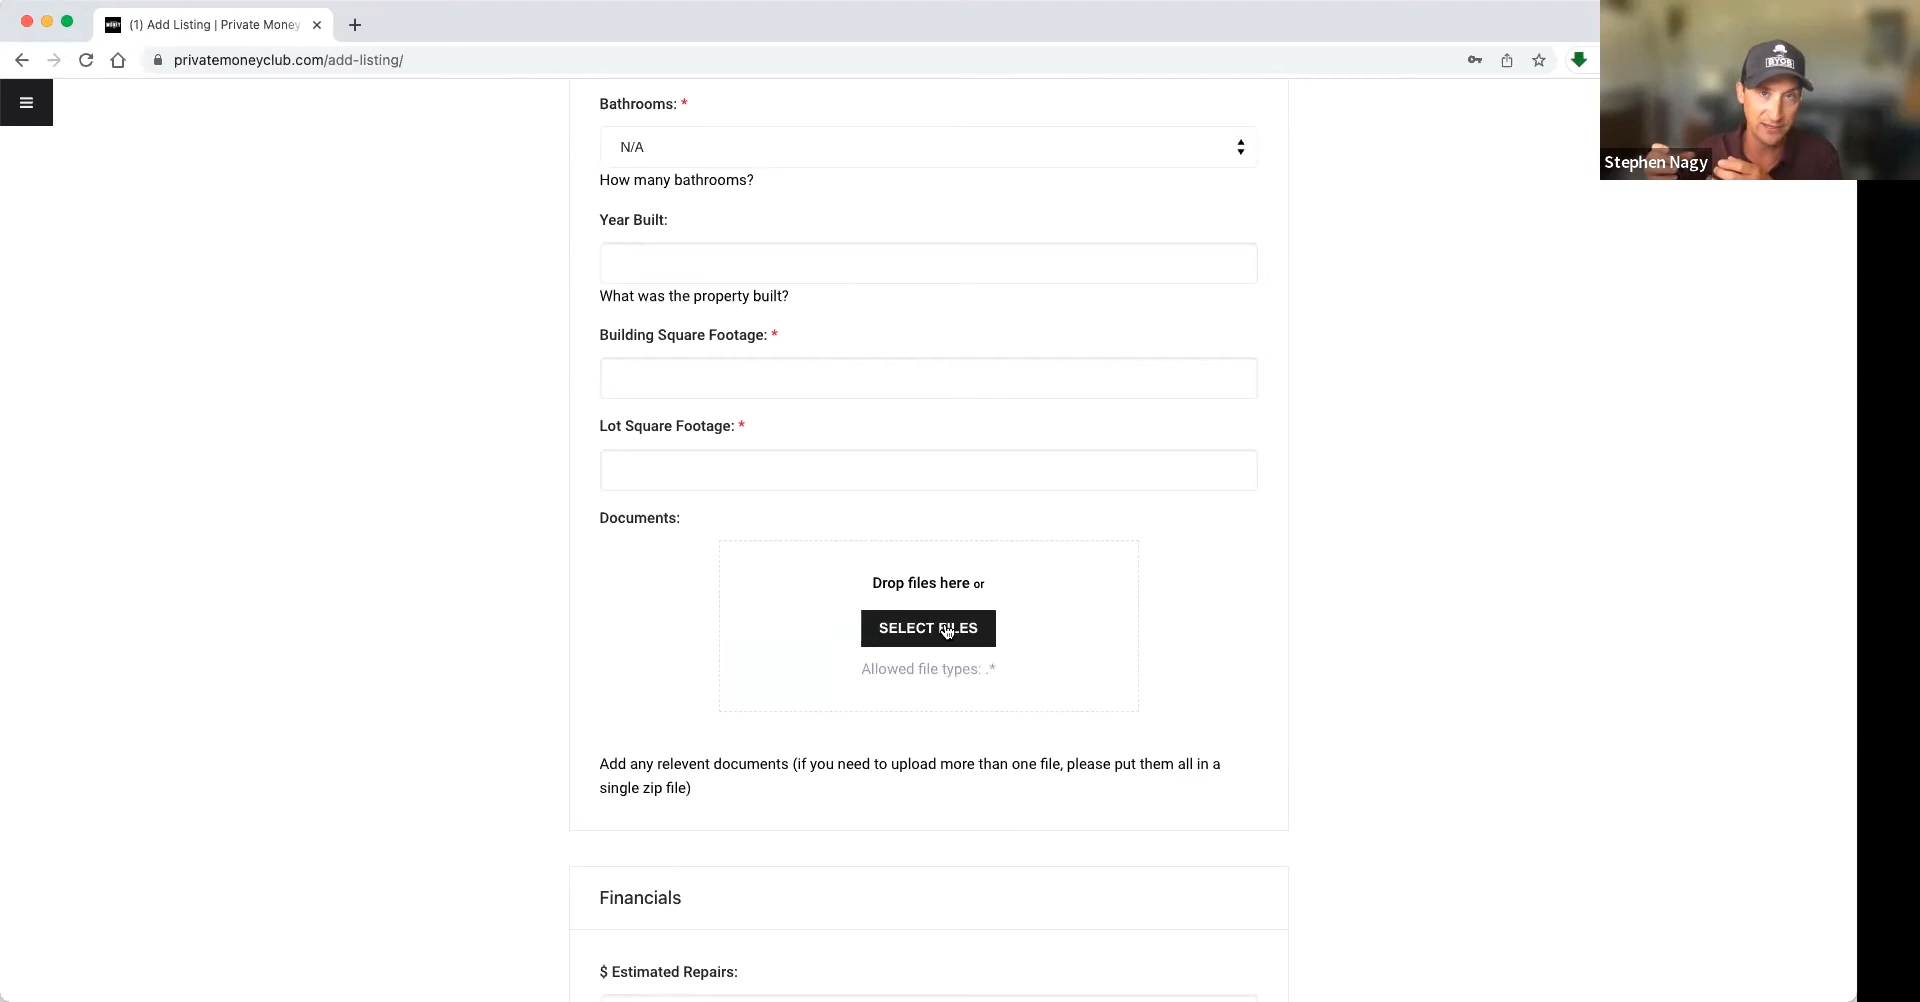 (1) Add Listing | Private Money
privatemoneyclub.com/add-listing/
BYOB
Stephen Nagy
Bathrooms: *
N/A
How many bathrooms?
Year Built:
What was the property built?
Building Square Footage: *
Lot Square Footage: *
Documents:
Drop files here or
SELECT FILES
Allowed file types: .*
Add any relevent documents (if you need to upload more than one file, please put them all in a
single zip file)
Financials
$ Estimated Repairs: